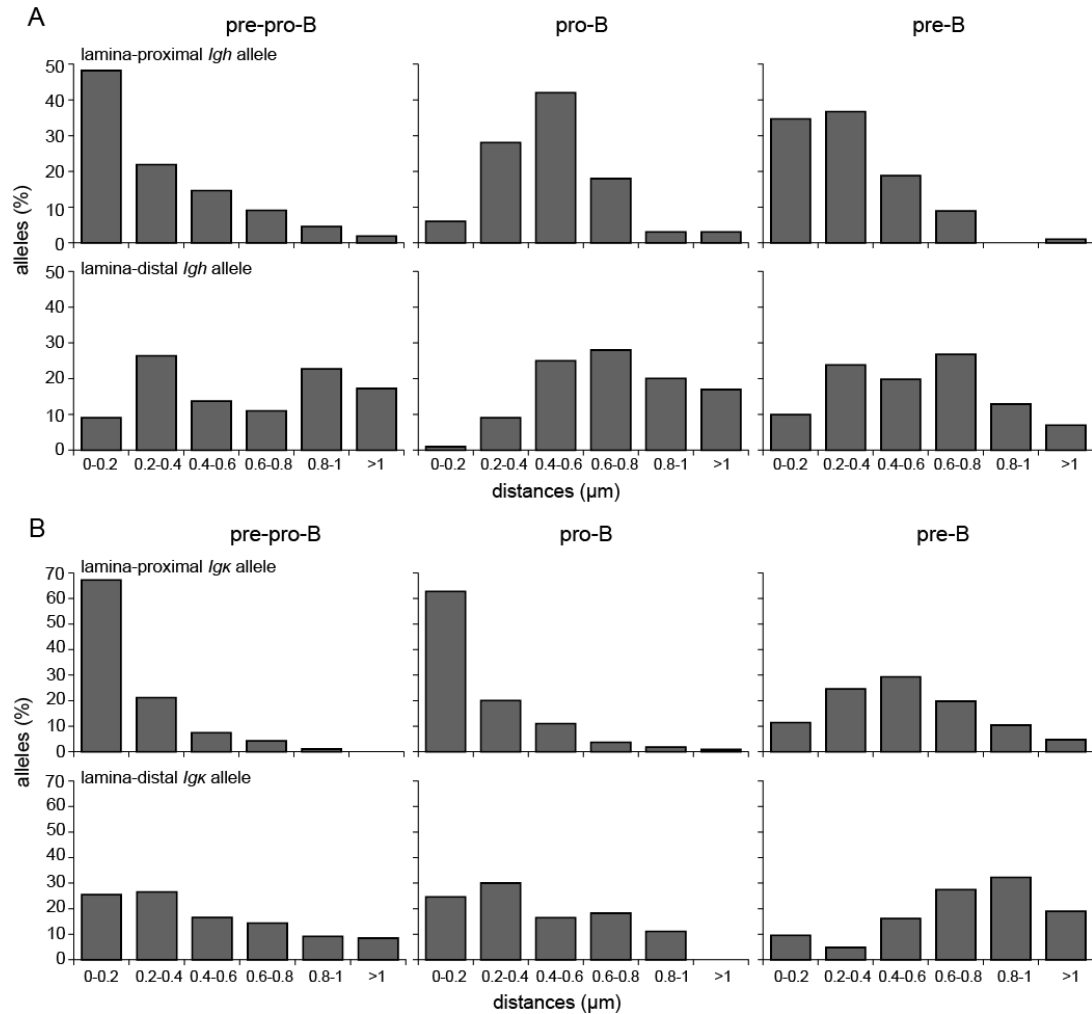 A
pre-pro-B pro-B pre-B
lamina-proximal Igh allele
50
40
30
20
10
0
lamina-distal Igh allele
50
40
30
20
10
0
alleles (%)
0-0.2 0.2-0.4 0.4-0.6 0.6-0.8 0.8-1 >1 0-0.2 0.2-0.4 0.4-0.6 0.6-0.8 0.8-1 >1 0-0.2 0.2-0.4 0.4-0.6 0.6-0.8 0.8-1 >1
distances (µm)
B
pre-pro-B pro-B pre-B
lamina-proximal Igκ allele
70
60
50
40
30
20
10
0
lamina-distal Igκ allele
70
60
50
40
30
20
10
0
alleles (%)
0-0.2 0.2-0.4 0.4-0.6 0.6-0.8 0.8-1 >1 0-0.2 0.2-0.4 0.4-0.6 0.6-0.8 0.8-1 >1 0-0.2 0.2-0.4 0.4-0.6 0.6-0.8 0.8-1 >1
distances (µm)